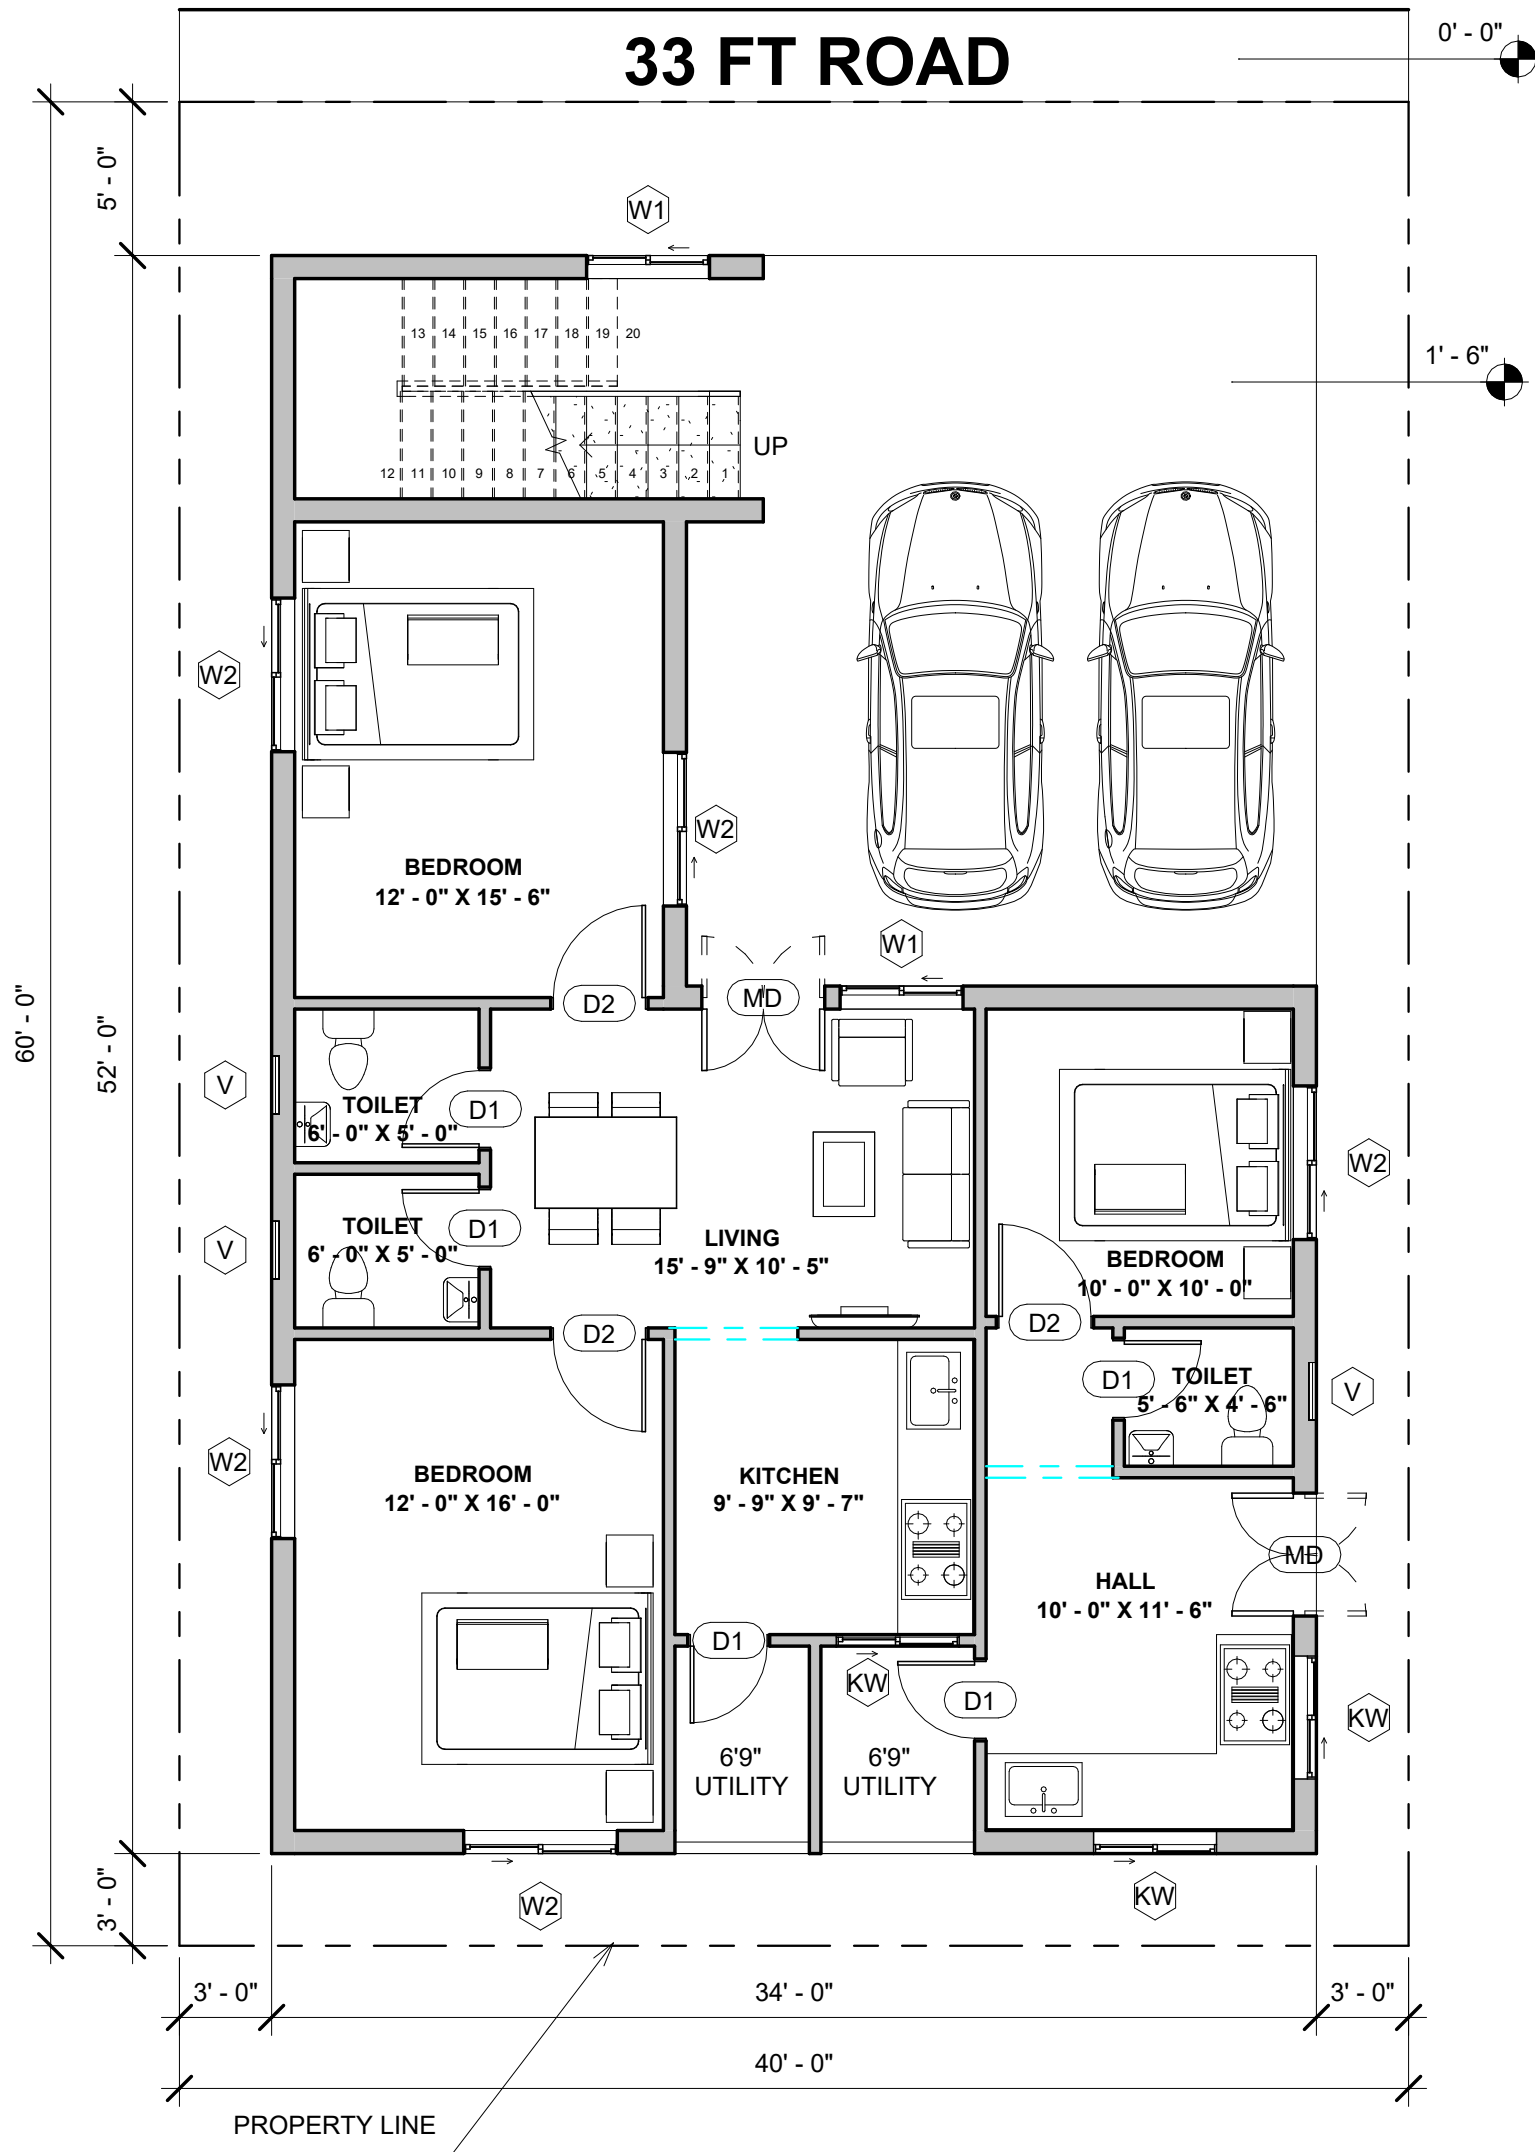 33 FT ROAD
0' - 0"
5' - 0"
W1
13 14 15 16 17 18 19 20
1' - 6"
UP
12 11 10 9 8 7 6 5 4 3 2 1
W2
W2
BEDROOM
12' - 0" X 15' - 6"
W1
D2
MD
60' - 0"
52' - 0"
V
TOILET
6' - 0" X 5' - 0"
D1
W2
V
TOILET
6' - 0" X 5' - 0"
D1
LIVING
15' - 9" X 10' - 5"
BEDROOM
10' - 0" X 10' - 0"
D2
D2
D1
TOILET
5' - 6" X 4' - 6"
V
W2
BEDROOM
12' - 0" X 16' - 0"
KITCHEN
9' - 9" X 9' - 7"
MD
HALL
10' - 0" X 11' - 6"
D1
KW
D1
KW
6'9"
UTILITY
6'9"
UTILITY
3' - 0"
W2
KW
3' - 0"
34' - 0"
3' - 0"
40' - 0"
PROPERTY LINE